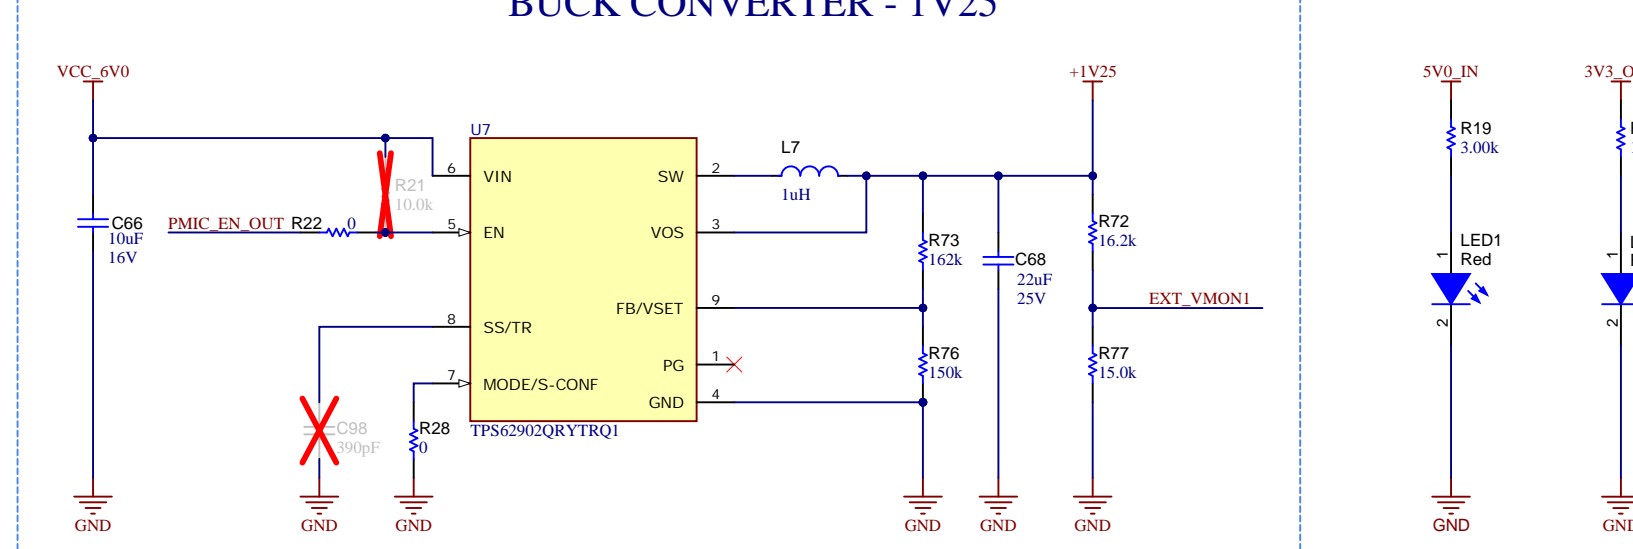 BUCK CONVERTER - 1V25
VCC_6V0
+1V25
5V0_IN
U7
R19
3.00k
L7
1uH
6
VIN
SW
2
R21
10.0k
C66
10uF
16V
PMIC_EN_OUT
R22
0
5
EN
VOS
3
R73
162k
R72
16.2k
C68
22uF
25V
LED1
Red
1
1
FB/VSET
9
EXT_VMON1
8
SS/TR
2
2
PG
1
R76
150k
R77
15.0k
7
MODE/S-CONF
GND
4
C98
390pF
R28
0
TPS62902QRYTRQ1
GND
GND
GND
GND
GND
GND
GND